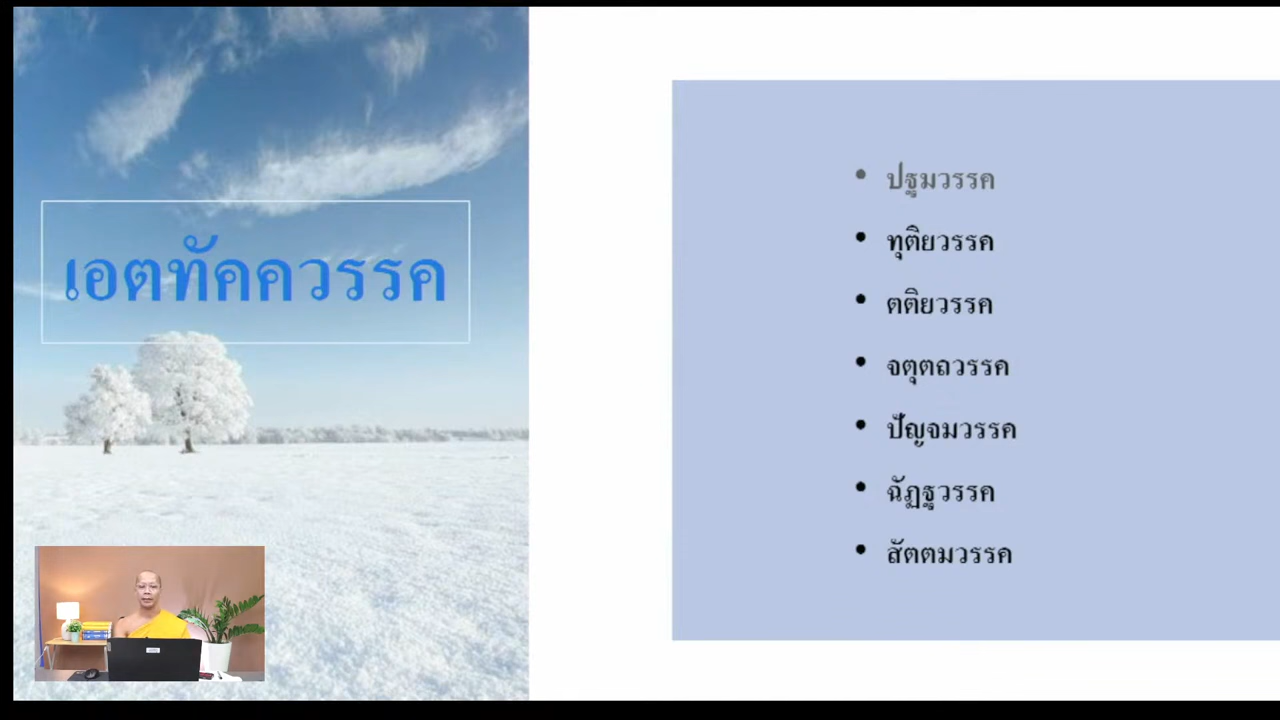 เอตทัคควรรค
• ปฐมวรรค
• ทุติยวรรค
• ตติยวรรค
• จตุตถวรรค
• ปัญจมวรรค
• ฉัฏฐวรรค
• สัตตมวรรค